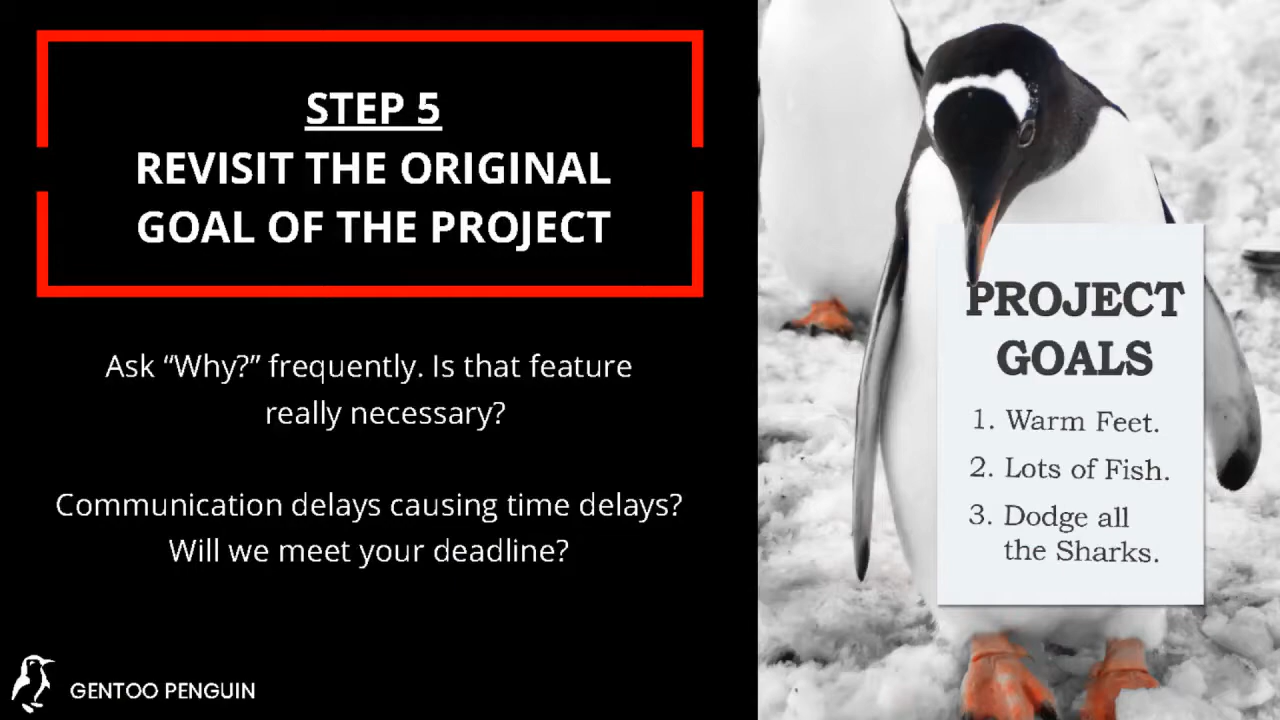 STEP 5
REVISIT THE ORIGINAL
GOAL OF THE PROJECT
Ask “Why?” frequently. Is that feature
really necessary?
Communication delays causing time delays?
Will we meet your deadline?
GENTOO PENGUIN
PROJECT
GOALS
1. Warm Feet.
2. Lots of Fish.
3. Dodge all
the Sharks.